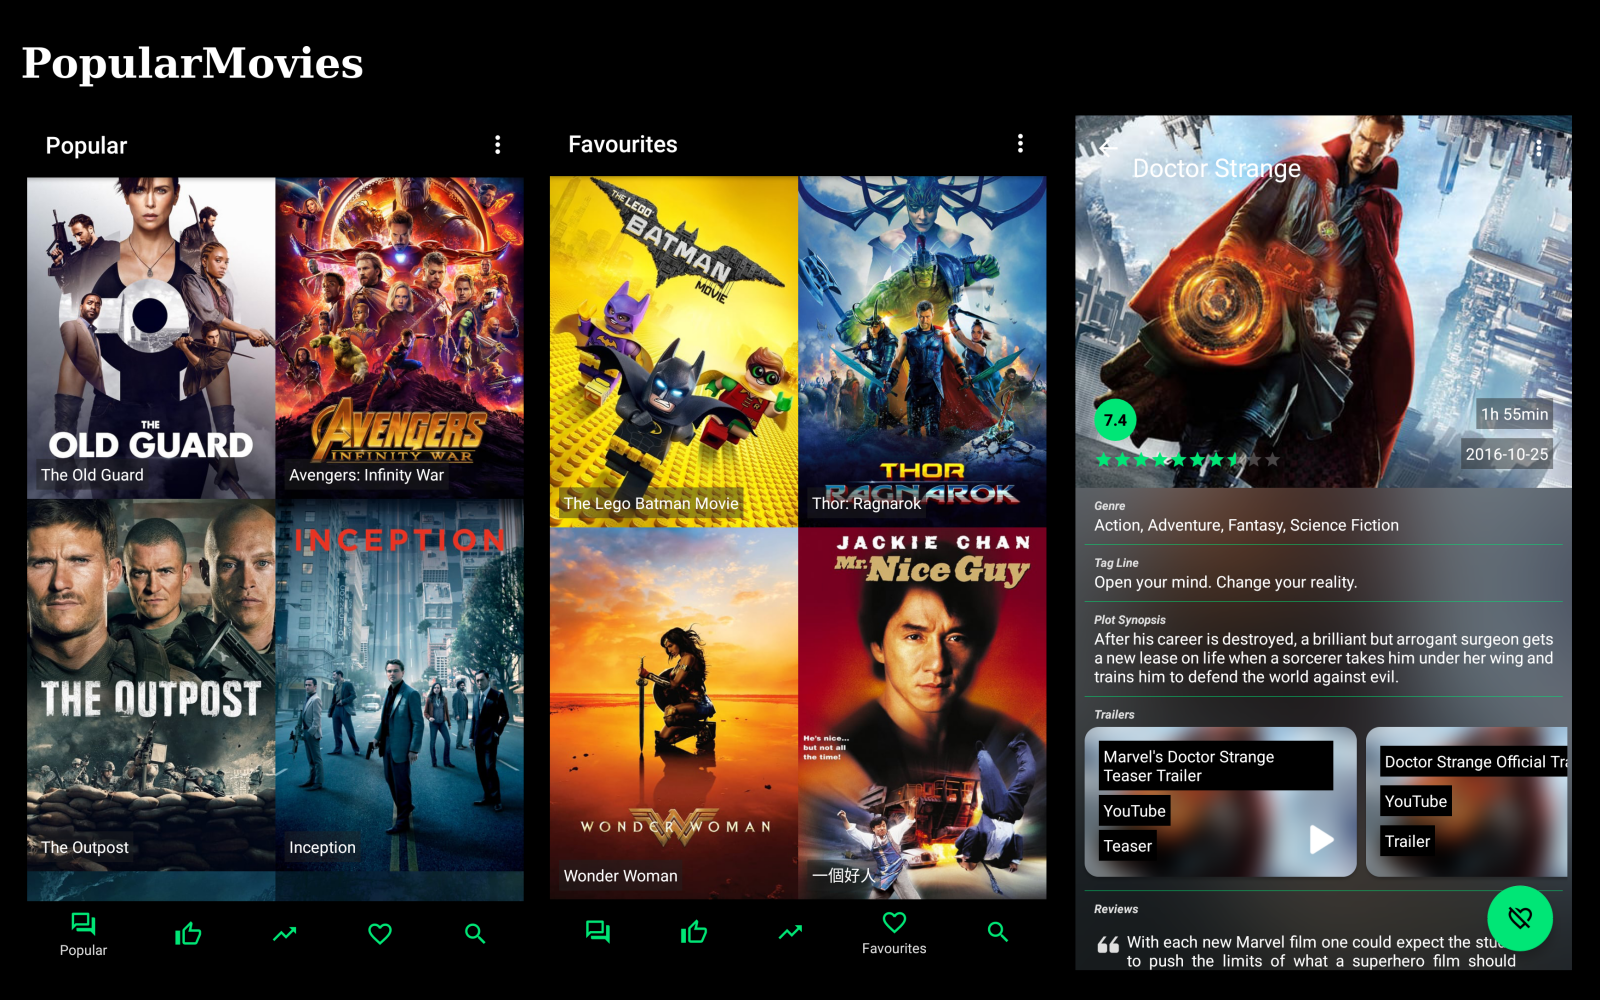 PopularMovies
Popular
THE
OLD GUARD
The Old Guard
AVENGERS
INFINITY WAR
Avengers: Infinity War
THE OUTPOST
The Outpost
INCEPTION
Inception
Popular
Favourites
THE LEGO
BATMAN
MOVIE
The Lego Batman Movie
THOR
RAGNAROK
Thor: Ragnarok
WONDER WOMAN
Wonder Woman
JACKIE CHAN
Mr. Nice Guy
He's nice...
but not all
the time!
一個好人
Favourites
Doctor Strange
7.4
1h 55min
2016-10-25
Genre
Action, Adventure, Fantasy, Science Fiction
Tag Line
Open your mind. Change your reality.
Plot Synopsis
After his career is destroyed, a brilliant but arrogant surgeon gets
a new lease on life when a sorcerer takes him under her wing and
trains him to defend the world against evil.
Trailers
Marvel's Doctor Strange
Teaser Trailer
YouTube
Teaser
Doctor Strange Official Tra
YouTube
Trailer
Reviews
With each new Marvel film one could expect the stu
to push the limits of what a superhero film should